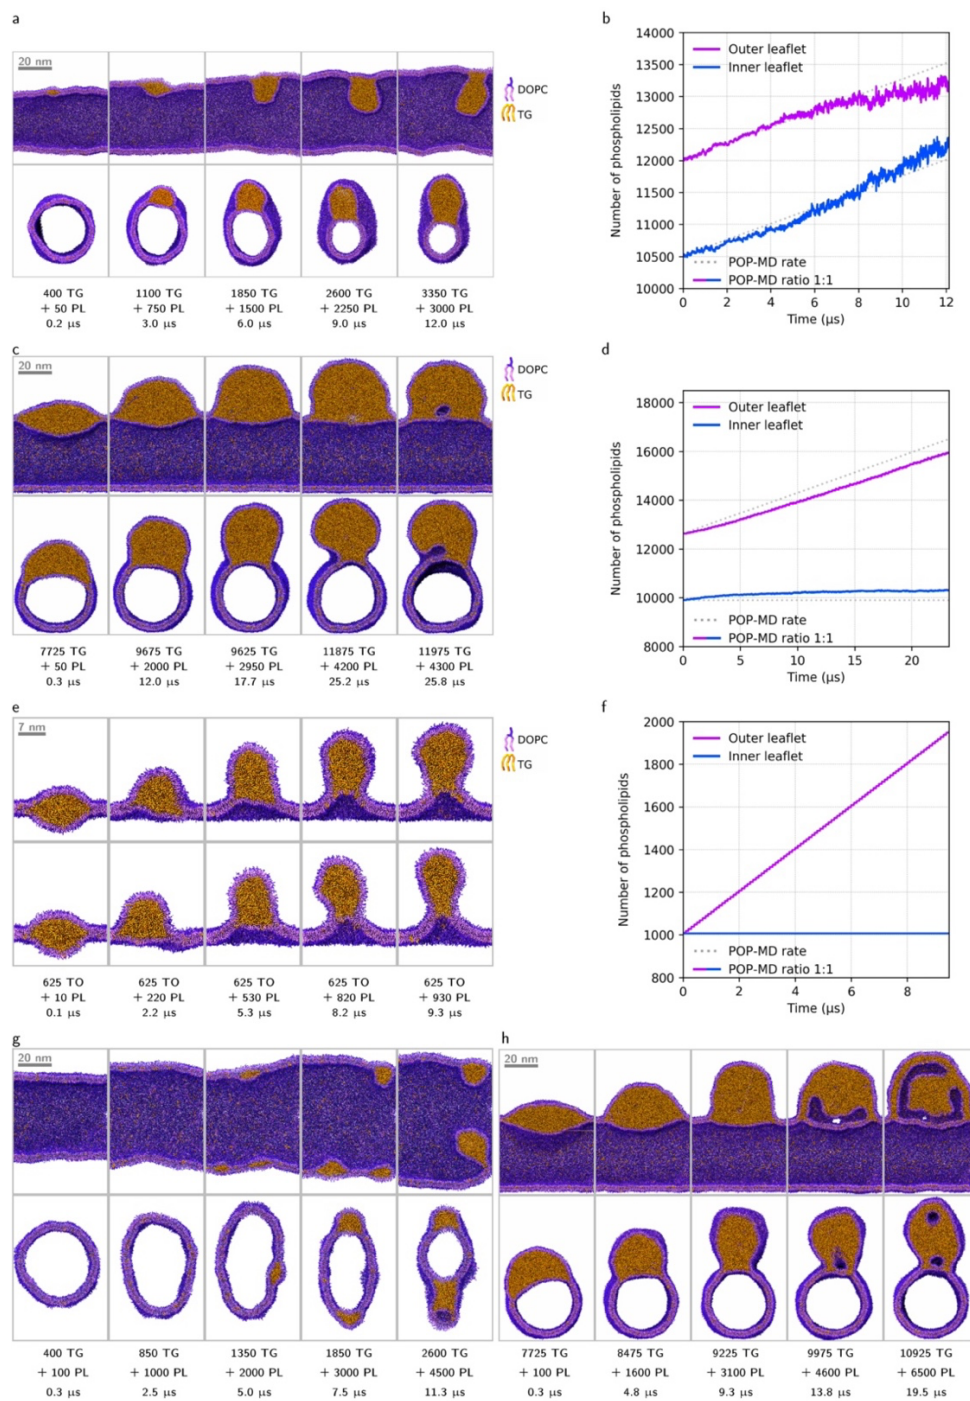 a
20 nm
DOPC
TG
400 TG
+ 50 PL
0.2 μs
1100 TG
+ 750 PL
3.0 μs
1850 TG
+ 1500 PL
6.0 μs
2600 TG
+ 2250 PL
9.0 μs
3350 TG
+ 3000 PL
12.0 μs
b
Number of phospholipids
14000
13500
13000
12500
12000
11500
11000
10500
10000
Outer leaflet
Inner leaflet
POP-MD rate
POP-MD ratio 1:1
0 2 4 6 8 10 12
Time (μs)
c
20 nm
DOPC
TG
7725 TG
+ 50 PL
0.3 μs
9675 TG
+ 2000 PL
12.0 μs
9625 TG
+ 2950 PL
17.7 μs
11875 TG
+ 4200 PL
25.2 μs
11975 TG
+ 4300 PL
25.8 μs
d
Number of phospholipids
18000
16000
14000
12000
10000
8000
Outer leaflet
Inner leaflet
POP-MD rate
POP-MD ratio 1:1
0 5 10 15 20
Time (μs)
e
7 nm
DOPC
TG
625 TO
+ 10 PL
0.1 μs
625 TO
+ 220 PL
2.2 μs
625 TO
+ 530 PL
5.3 μs
625 TO
+ 820 PL
8.2 μs
625 TO
+ 930 PL
9.3 μs
f
Number of phospholipids
2000
1800
1600
1400
1200
1000
800
Outer leaflet
Inner leaflet
POP-MD rate
POP-MD ratio 1:1
0 2 4 6 8
Time (μs)
g
20 nm
400 TG
+ 100 PL
0.3 μs
850 TG
+ 1000 PL
2.5 μs
1350 TG
+ 2000 PL
5.0 μs
1850 TG
+ 3000 PL
7.5 μs
2600 TG
+ 4500 PL
11.3 μs
h
20 nm
7725 TG
+ 100 PL
0.3 μs
8475 TG
+ 1600 PL
4.8 μs
9225 TG
+ 3100 PL
9.3 μs
9975 TG
+ 4600 PL
13.8 μs
10925 TG
+ 6500 PL
19.5 μs